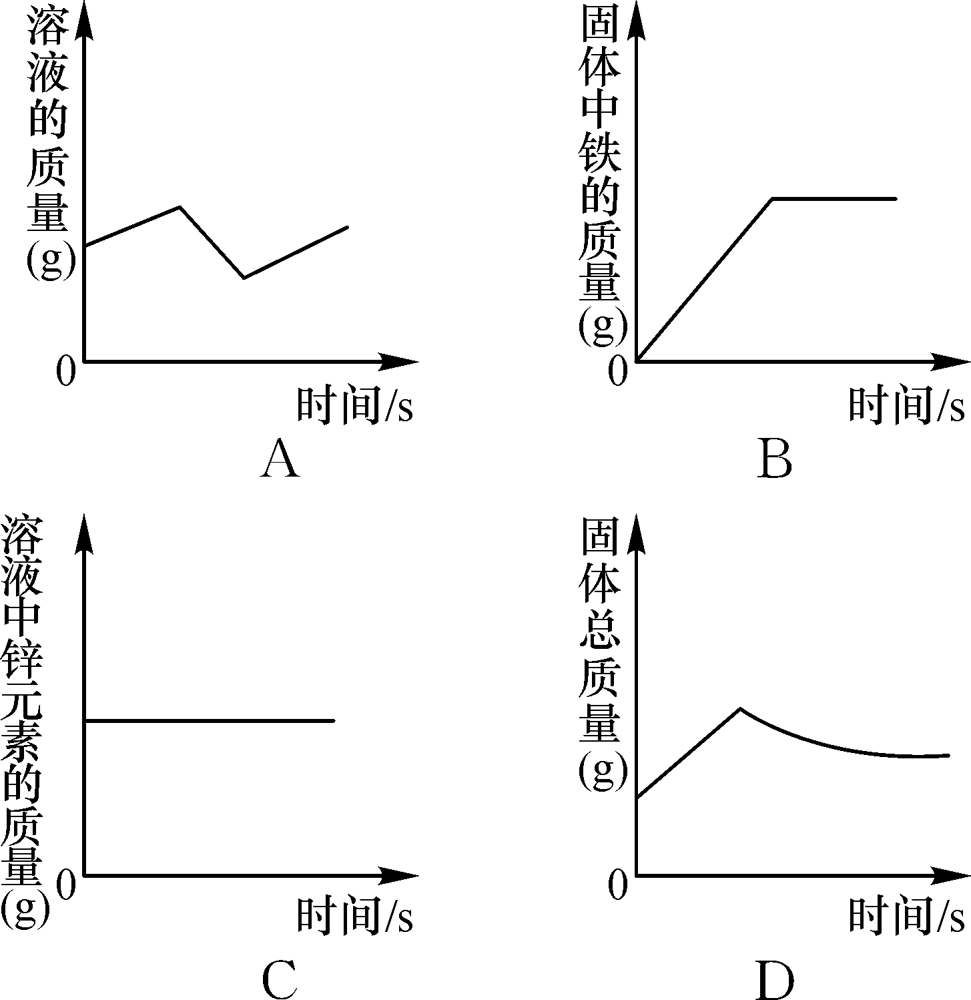 溶液的质量(g)
0
时间/s
A
固体中铁的质量(g)
0
时间/s
B
溶液中锌元素的质量(g)
0
时间/s
C
固体总质量(g)
0
时间/s
D